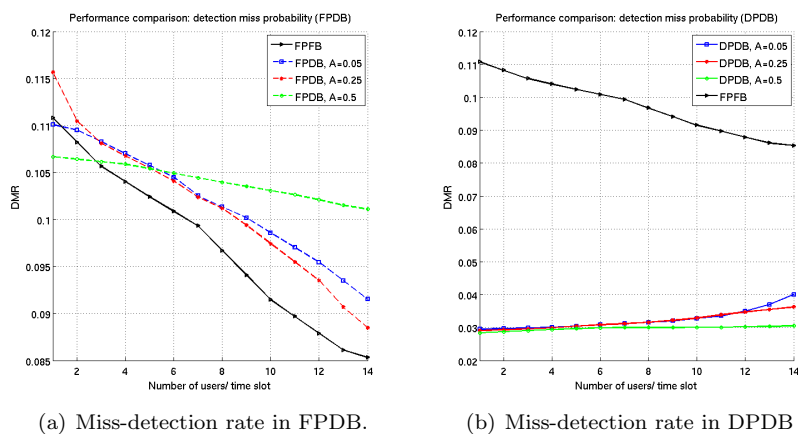 Performance comparison: detection miss probability (FPDB)
0.12
0.115
0.11
0.105
0.1
0.095
0.09
0.085
DMR
FPFB
FPDB, A=0.05
FPDB, A=0.25
FPDB, A=0.5
2 4 6 8 10 12 14
Number of users/ time slot
(a) Miss-detection rate in FPDB.
Performance comparison: detection miss probability (DPDB)
0.12
0.11
0.1
0.09
0.08
0.07
0.06
0.05
0.04
0.03
0.02
DMR
DPDB, A=0.05
DPDB, A=0.25
DPDB, A=0.5
FPFB
2 4 6 8 10 12 14
Number of users/ time slot
(b) Miss-detection rate in DPDB